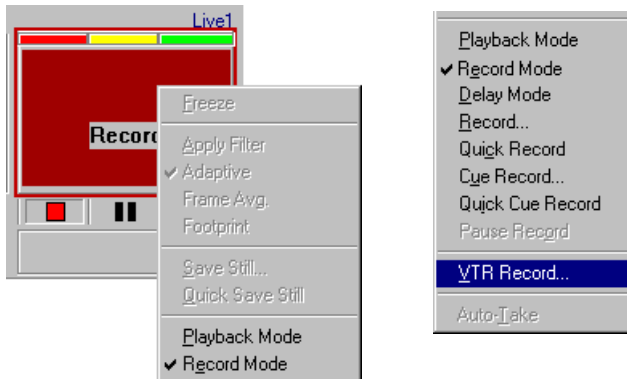 Live1
Record
Freeze
Apply Filter
Adaptive
Frame Avg.
Footprint
Save Still...
Quick Save Still
Playback Mode
Record Mode
Playback Mode
Record Mode
Delay Mode
Record...
Quick Record
Cue Record...
Quick Cue Record
Pause Record
VTR Record...
Auto-Take